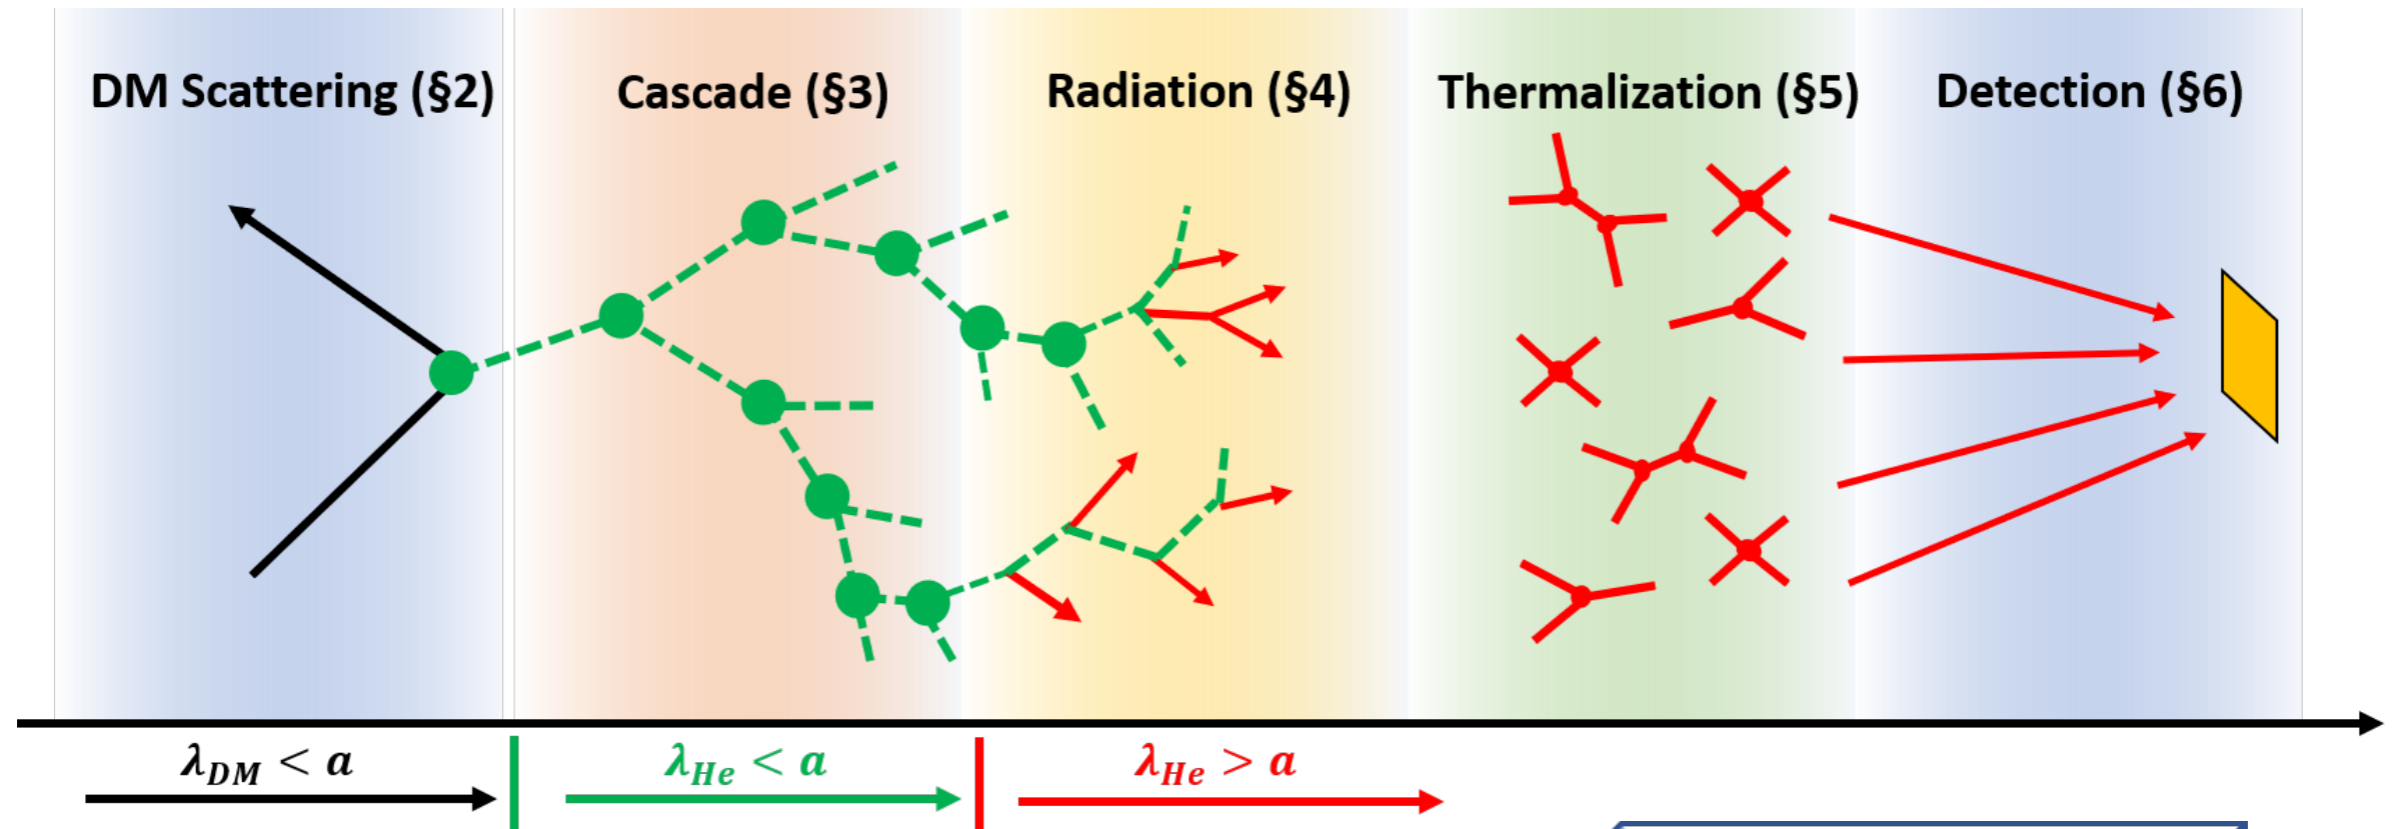 DM Scattering (§2)
Cascade (§3)
Radiation (§4)
Thermalization (§5)
Detection (§6)
λ_DM < a
λ_He < a
λ_He > a